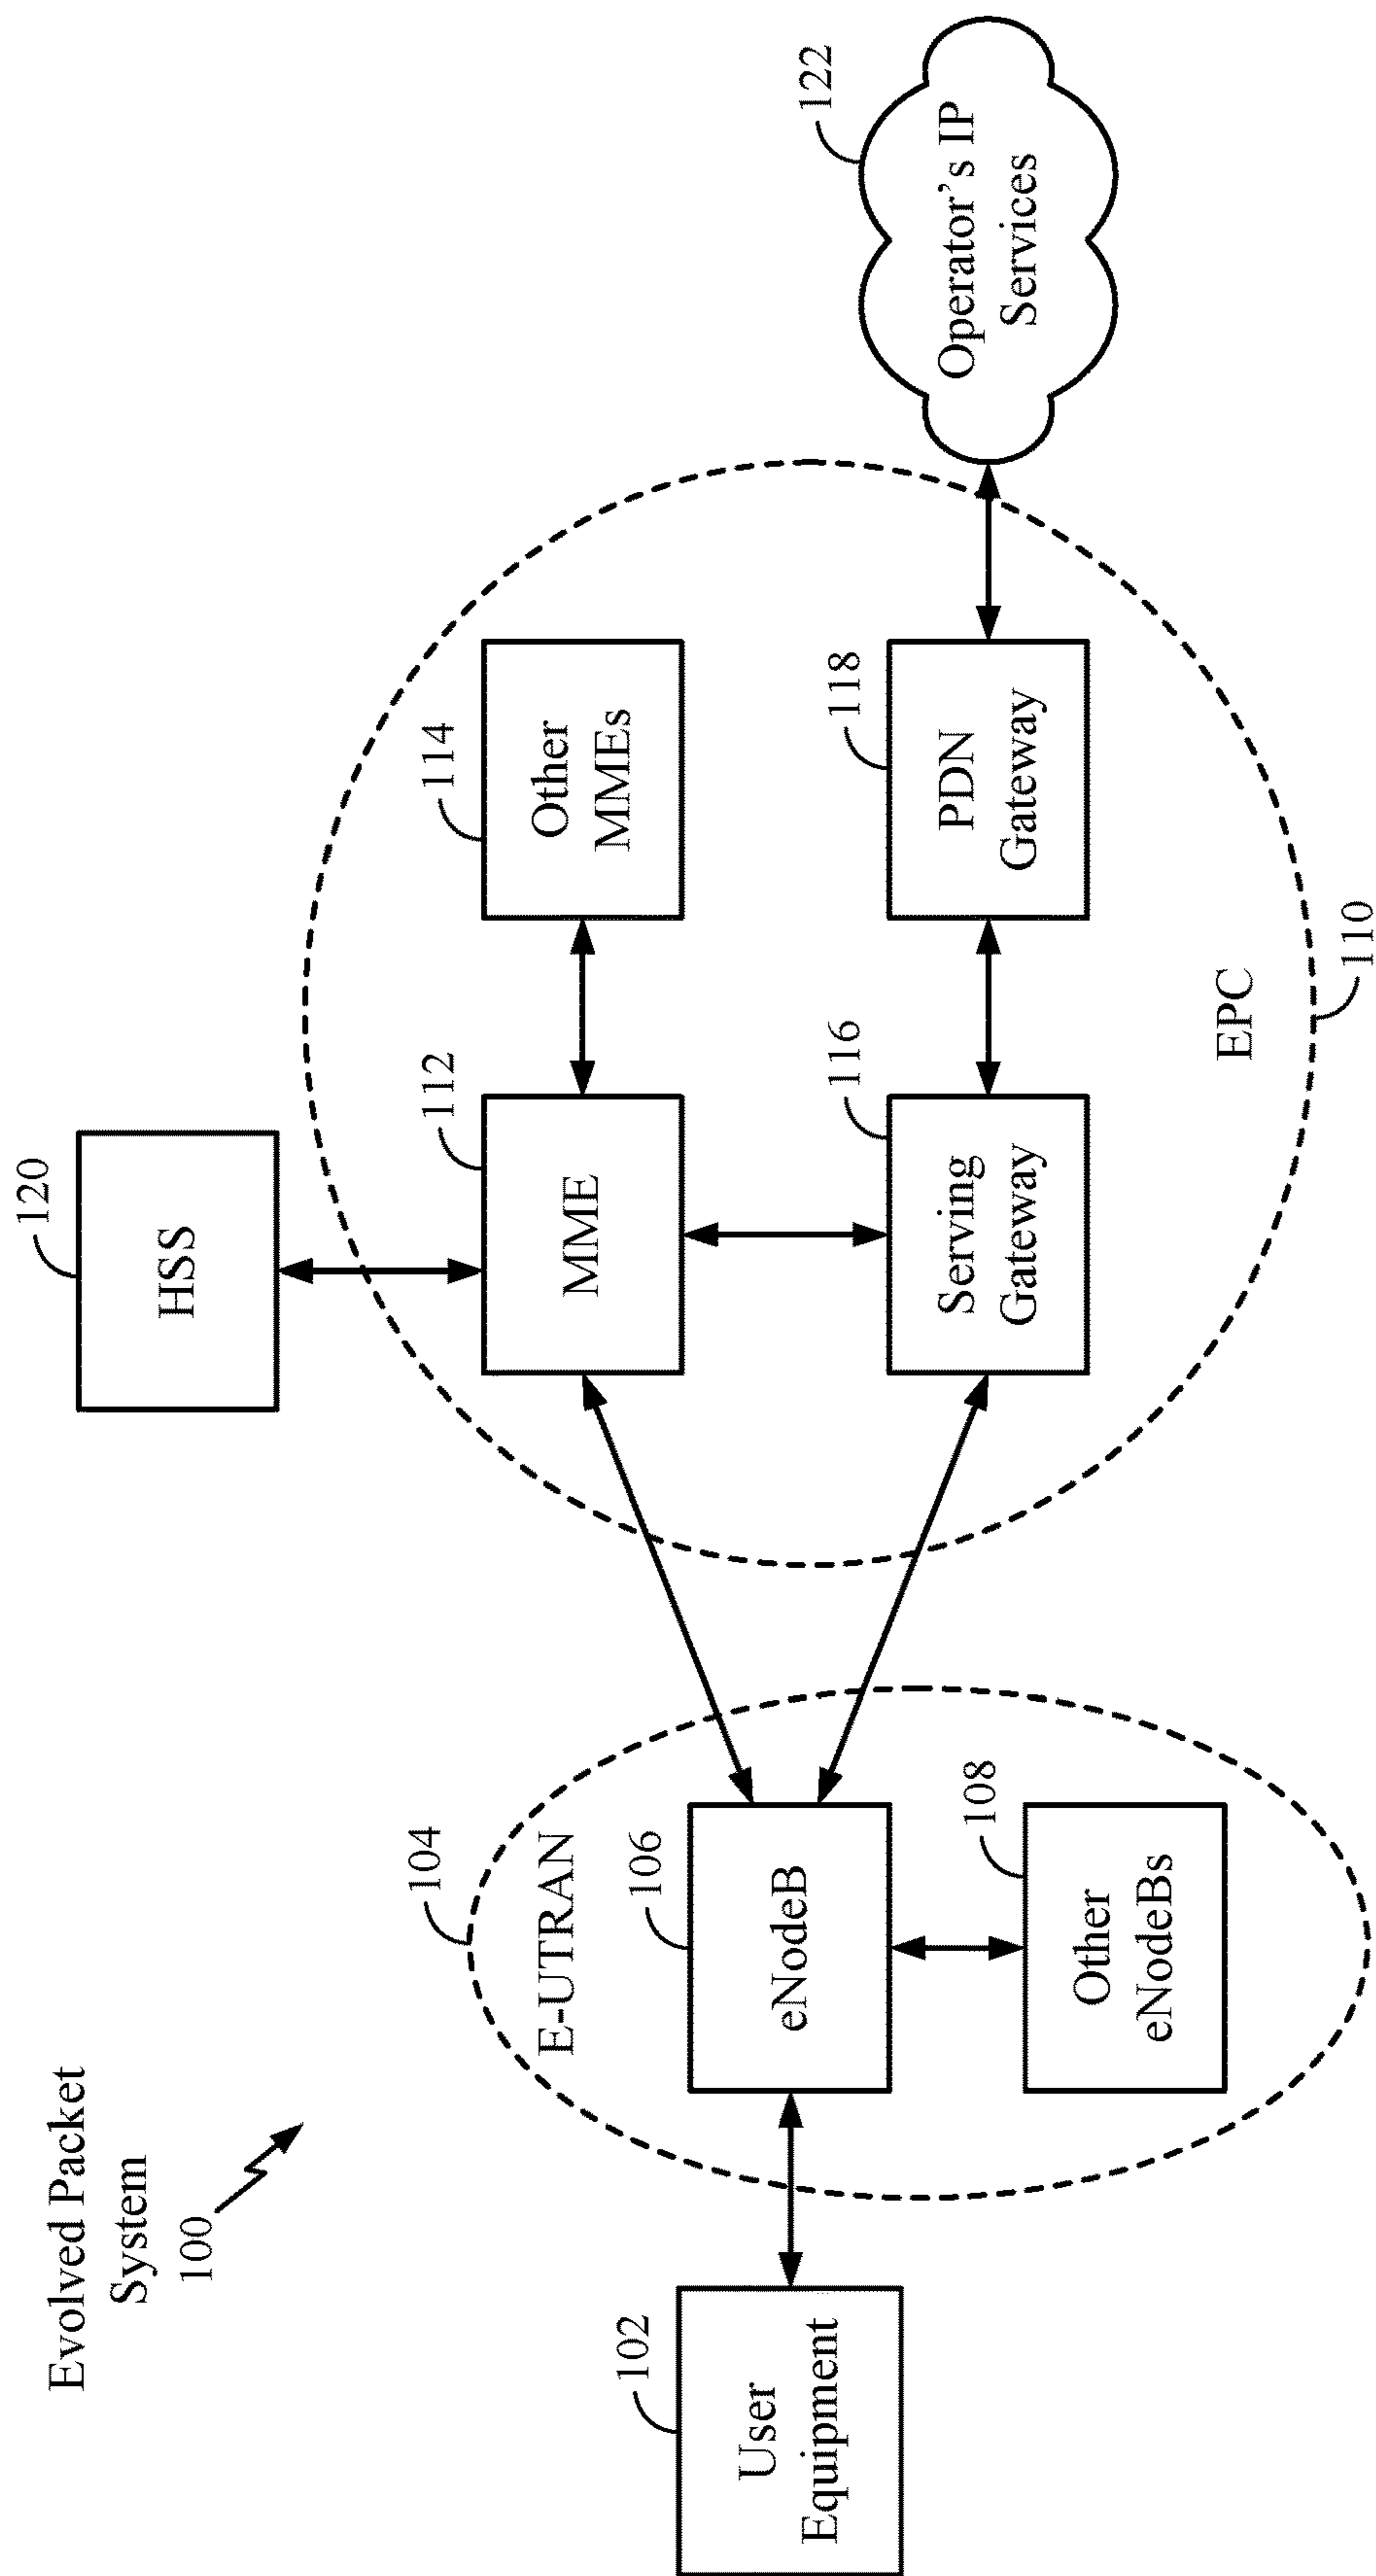 Evolved Packet
System
100
120
HSS
102
User
Equipment
104
E-UTRAN
106
eNodeB
108
Other
eNodeBs
112
MME
114
Other
MMEs
116
Serving
Gateway
118
PDN
Gateway
EPC
110
122
Operator's IP
Services